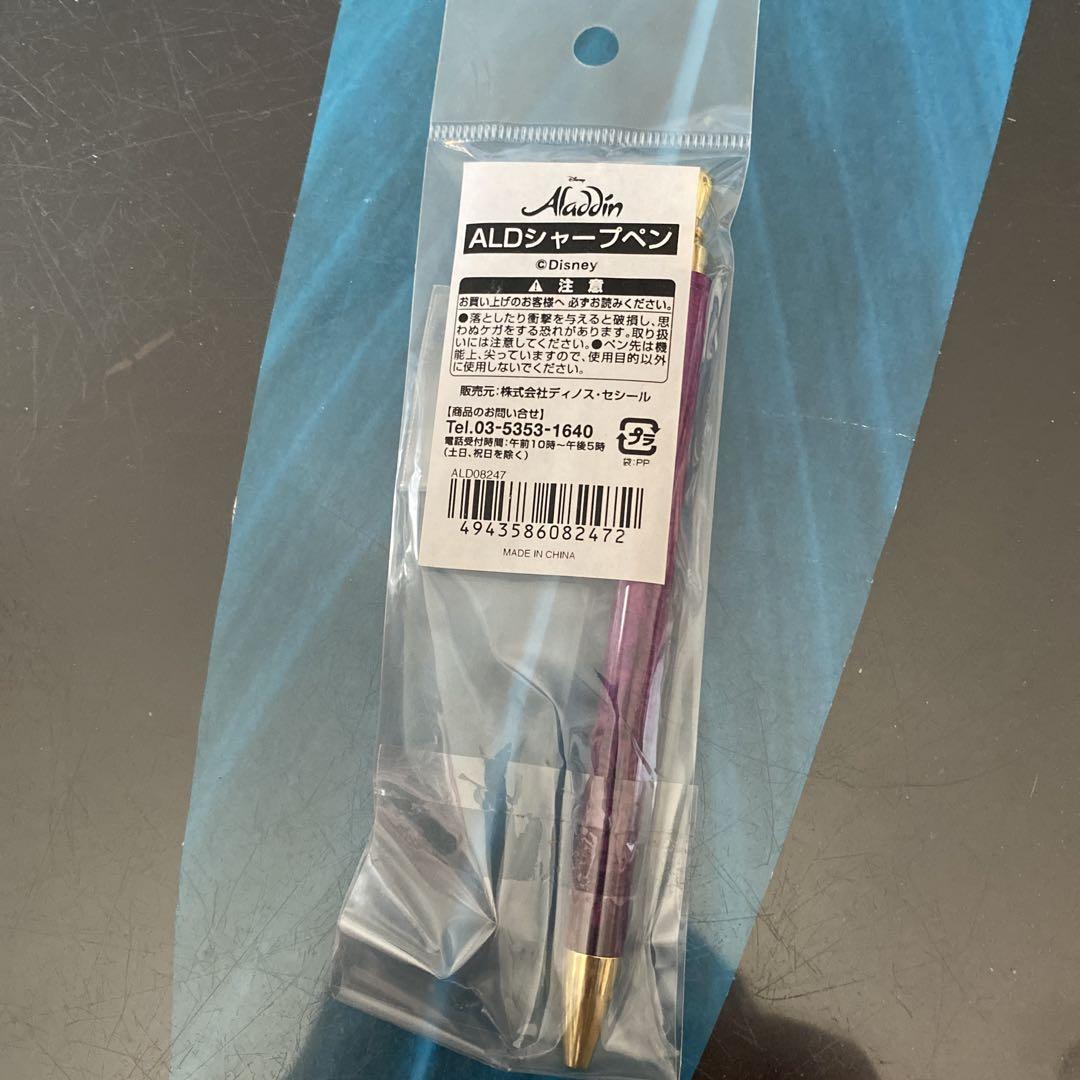 Disney
Aladdin
ALDシャープペン
©Disney
注意
お買い上げのお客様へ 必ずお読みください。
●落としたり衝撃を与えると破損し、思
わぬケガをする恐れがあります。取り扱
いには注意してください。●ペン先は機
能上、尖っていますので、使用目的以外
に使用しないでください。
販売元:株式会社ディノス・セシール
【商品のお問い合せ】
Tel.03-5353-1640
電話受付時間:午前10時~午後5時
(土日、祝日を除く)
プラ
袋:PP
ALD08247
4943586082472
MADE IN CHINA